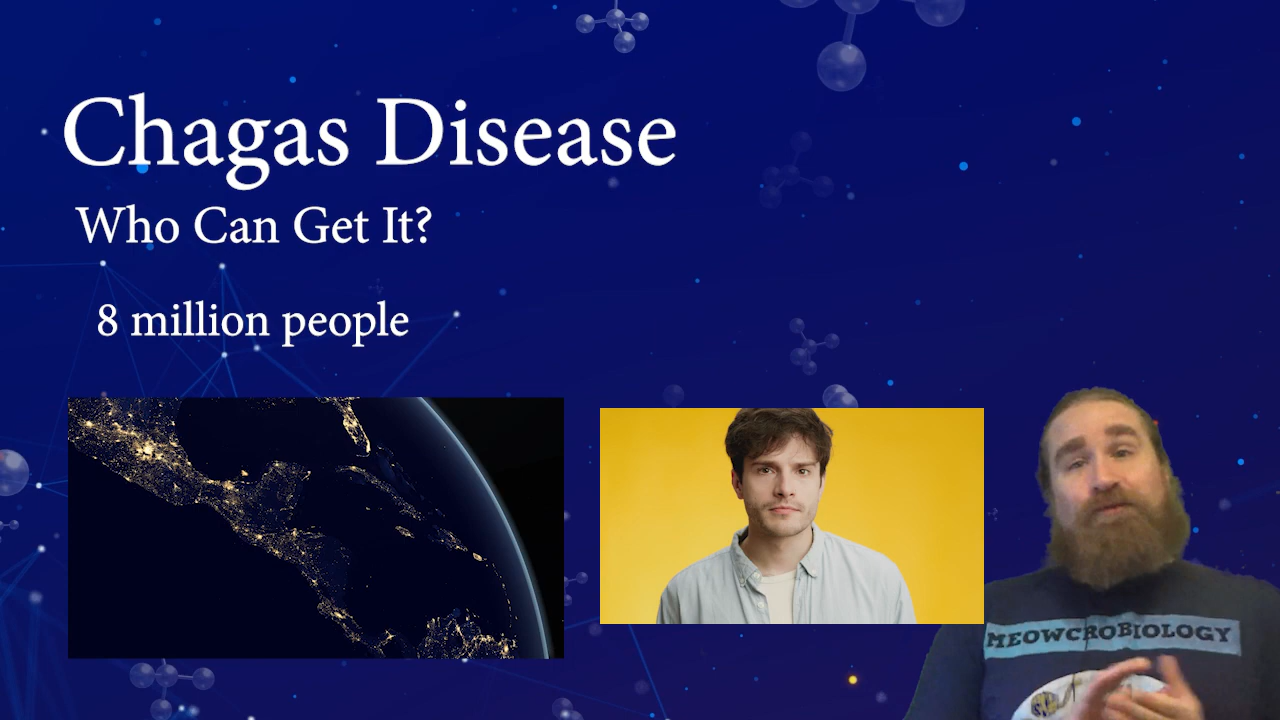 Chagas Disease
Who Can Get It?
8 million people
MEOWCROBIOLOGY